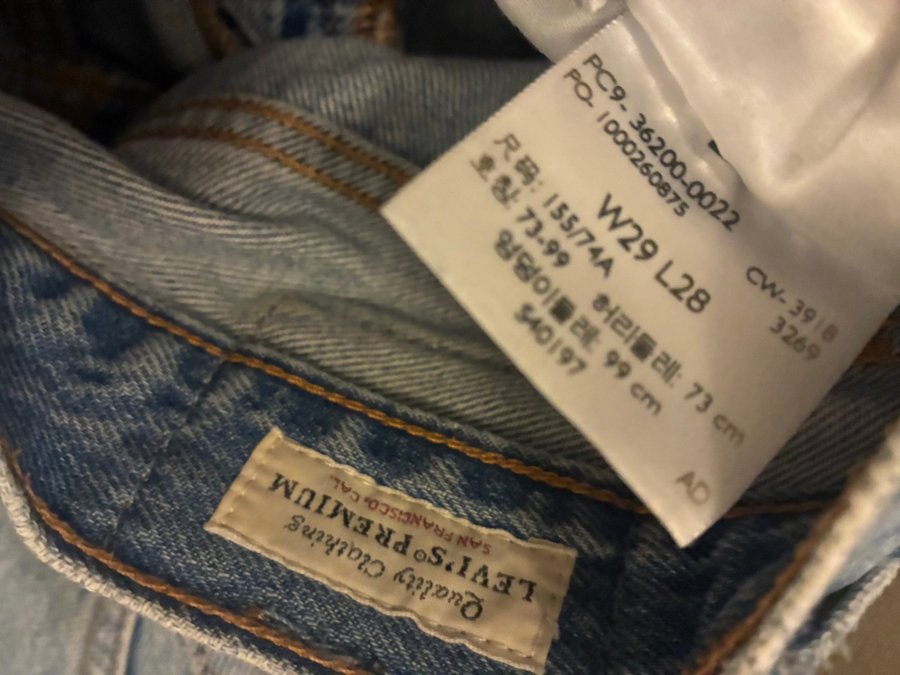 PC9-36200-0022
PO- 1000260875
W29 L28
CW-3918
3269
尺码: 155/74A
호칭: 73-99
허리둘레: 73 cm
엉덩이둘레: 99 cm
540197
AD
Quality Clothing
LEVI'S® PREMIUM
SAN FRANCISCO, CAL.